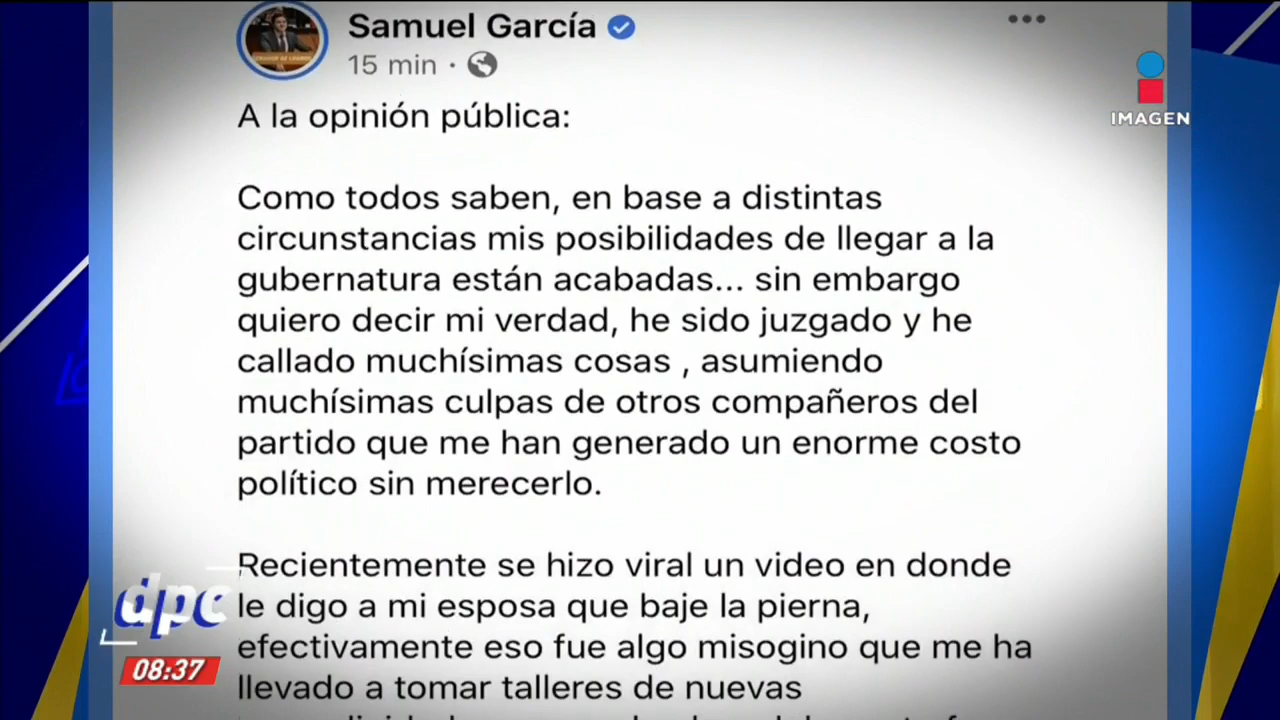 Samuel García
15 min
IMAGEN
A la opinión pública:
Como todos saben, en base a distintas
circunstancias mis posibilidades de llegar a la
gubernatura están acabadas... sin embargo
quiero decir mi verdad, he sido juzgado y he
callado muchísimas cosas , asumiendo
muchísimas culpas de otros compañeros del
partido que me han generado un enorme costo
político sin merecerlo.
Recientemente se hizo viral un video en donde
le digo a mi esposa que baje la pierna,
efectivamente eso fue algo misogino que me ha
llevado a tomar talleres de nuevas
dpc
08:37